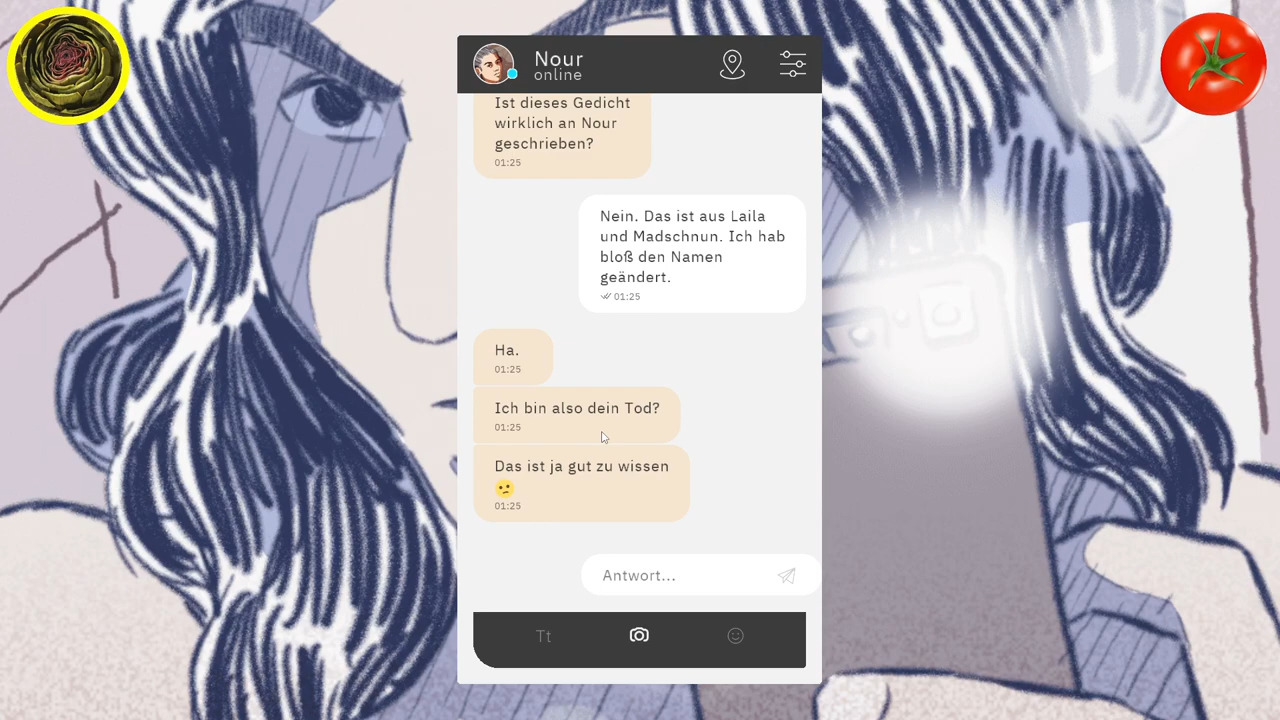 Nour
online
Ist dieses Gedicht
wirklich an Nour
geschrieben?
01:25
Nein. Das ist aus Laila
und Madschnun. Ich hab
bloß den Namen
geändert.
01:25
Ha.
01:25
Ich bin also dein Tod?
01:25
Das ist ja gut zu wissen
01:25
Antwort...
Tt